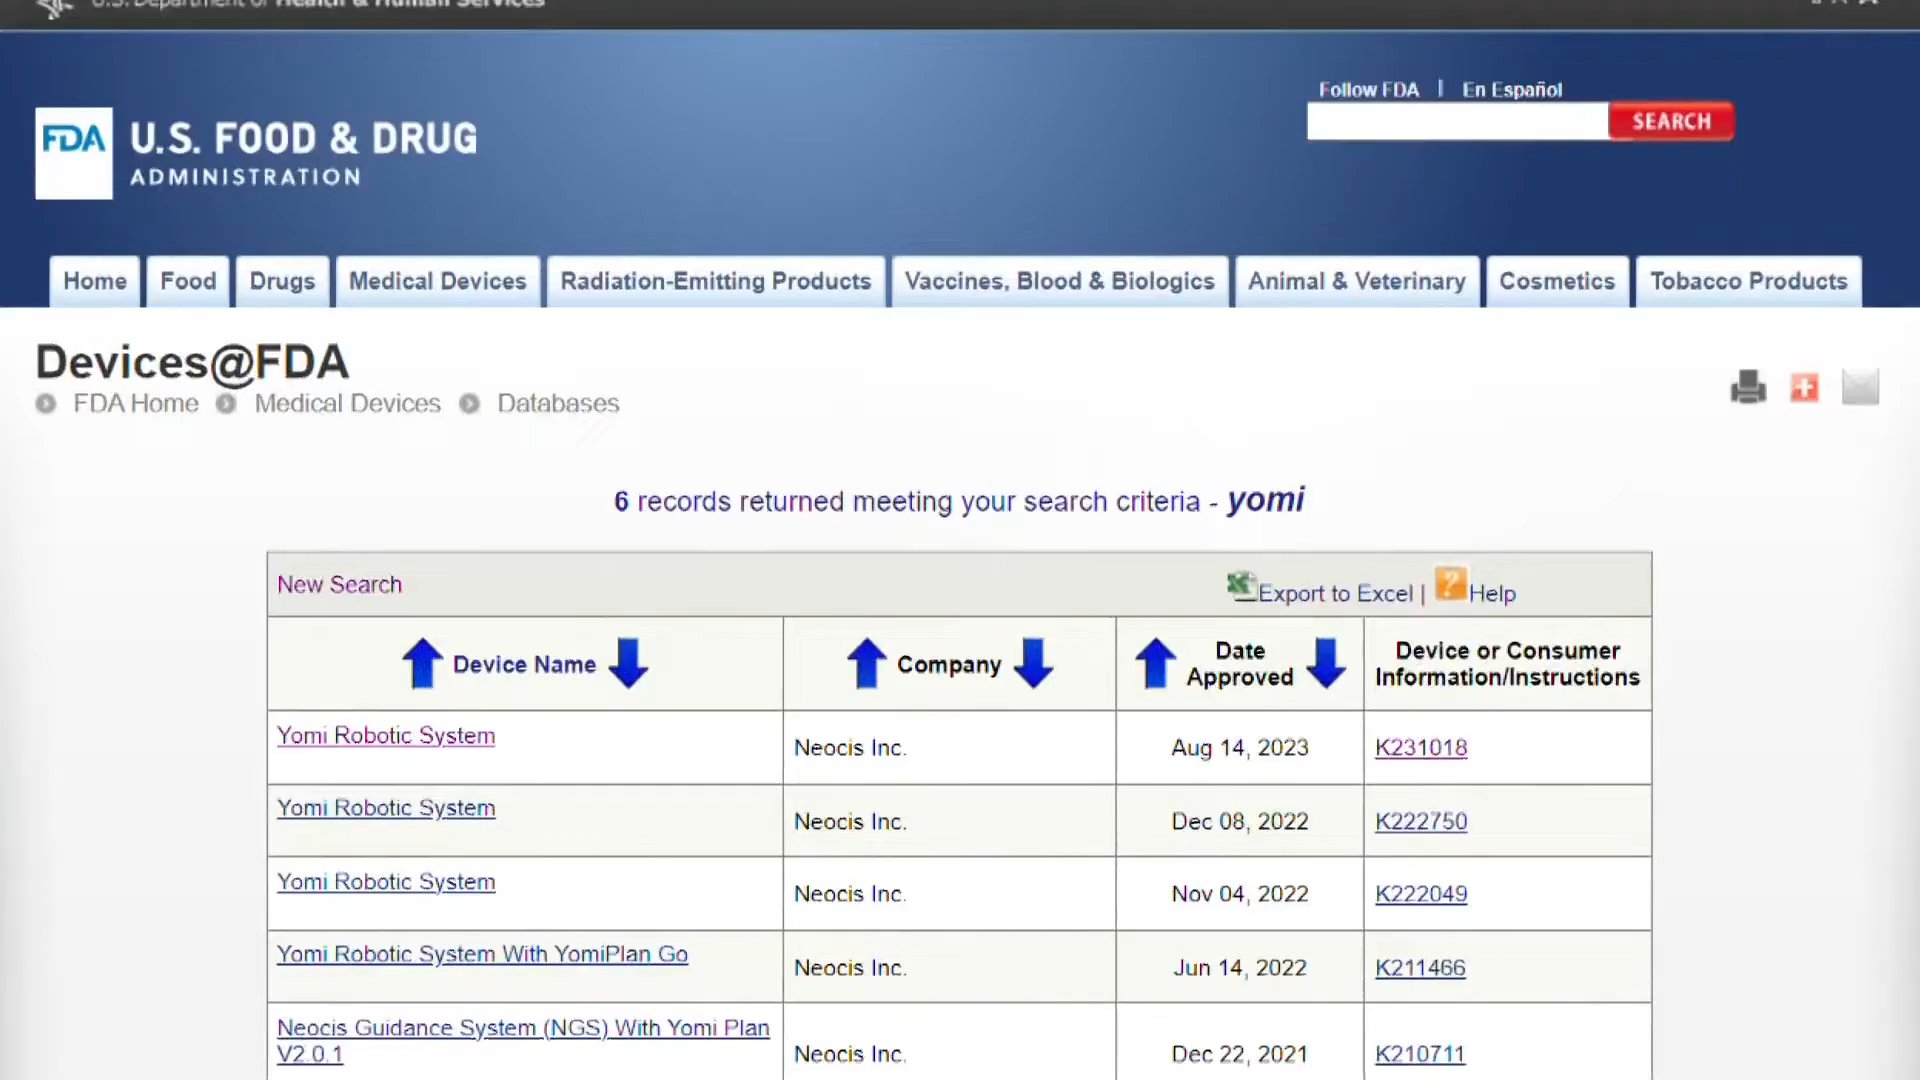 U.S. Department of Health & Human Services
Follow FDA | En Español
SEARCH
FDA U.S. FOOD & DRUG
ADMINISTRATION
Home Food Drugs Medical Devices Radiation-Emitting Products Vaccines, Blood & Biologics Animal & Veterinary Cosmetics Tobacco Products
Devices@FDA
FDA Home Medical Devices Databases
6 records returned meeting your search criteria - yomi
New Search Export to Excel | ? Help
Device Name Company Date Approved Device or Consumer Information/Instructions
Yomi Robotic System Neocis Inc. Aug 14, 2023 K231018
Yomi Robotic System Neocis Inc. Dec 08, 2022 K222750
Yomi Robotic System Neocis Inc. Nov 04, 2022 K222049
Yomi Robotic System With YomiPlan Go Neocis Inc. Jun 14, 2022 K211466
Neocis Guidance System (NGS) With Yomi Plan
V2.0.1 Neocis Inc. Dec 22, 2021 K210711